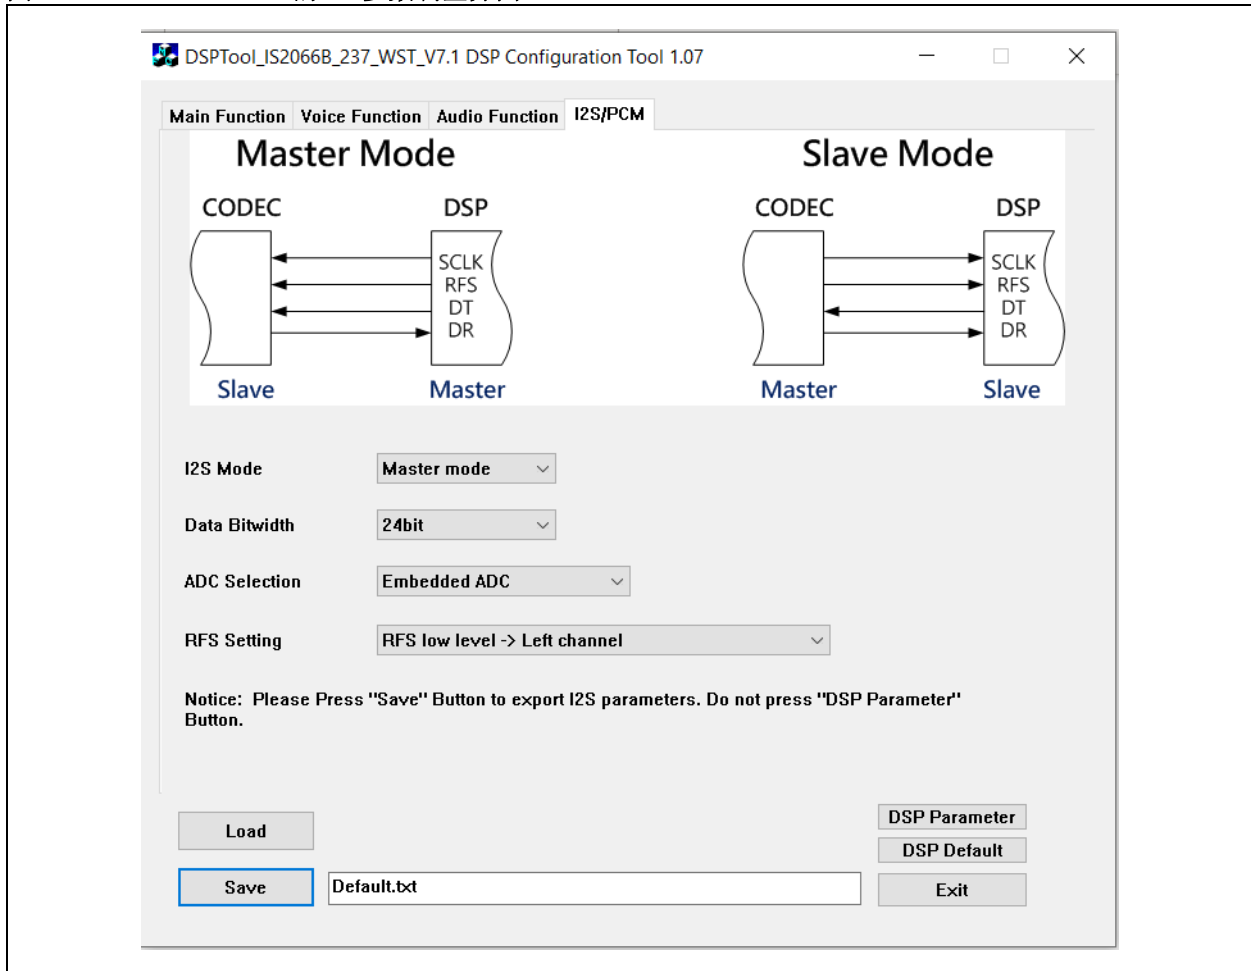 DSPTool_IS2066B_237_WST_V7.1 DSP Configuration Tool 1.07
Main Function Voice Function Audio Function I2S/PCM
Master Mode Slave Mode
CODEC DSP CODEC DSP
SCLK SCLK
RFS RFS
DT DT
DR DR
Slave Master Master Slave
I2S Mode Master mode
Data Bitwidth 24bit
ADC Selection Embedded ADC
RFS Setting RFS low level -> Left channel
Notice: Please Press "Save" Button to export I2S parameters. Do not press "DSP Parameter"
Button.
Load DSP Parameter
DSP Default
Save Default.txt Exit